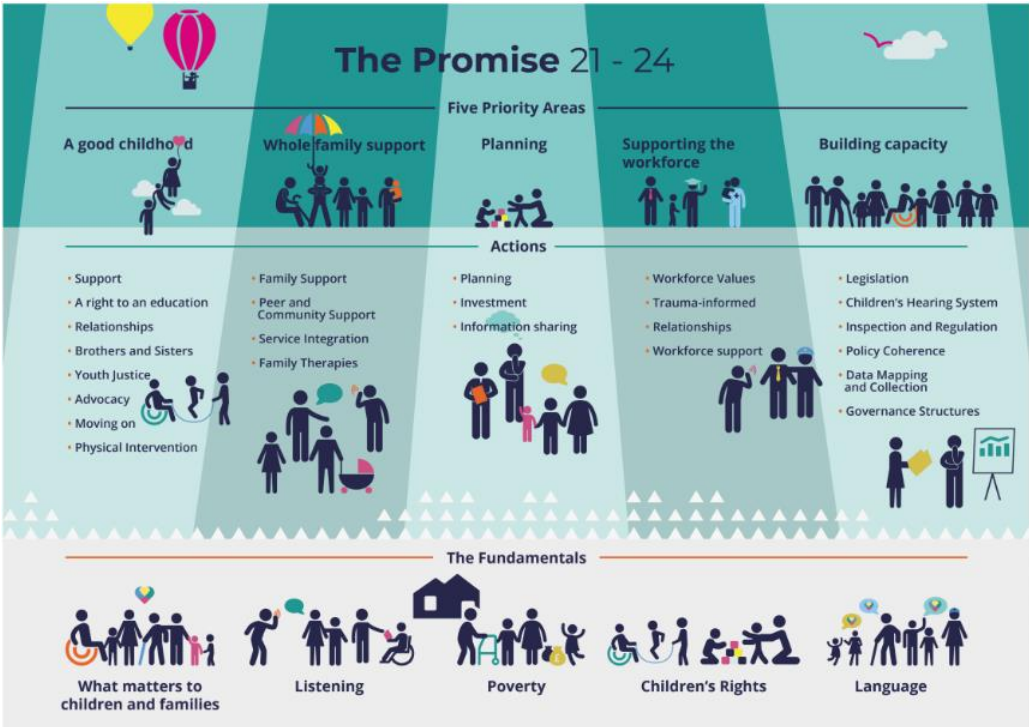 The Promise 21 - 24
Five Priority Areas
A good childhood
Whole family support
Planning
Supporting the
workforce
Building capacity
Actions
• Support
• A right to an education
• Relationships
• Brothers and Sisters
• Youth Justice
• Advocacy
• Moving on
• Physical Intervention
• Family Support
• Peer and
Community Support
• Service Integration
• Family Therapies
• Planning
• Investment
• Information sharing
• Workforce Values
• Trauma-informed
• Relationships
• Workforce support
• Legislation
• Children's Hearing System
• Inspection and Regulation
• Policy Coherence
• Data Mapping
and Collection
• Governance Structures
The Fundamentals
What matters to
children and families
Listening
£
Poverty
Children's Rights
Language